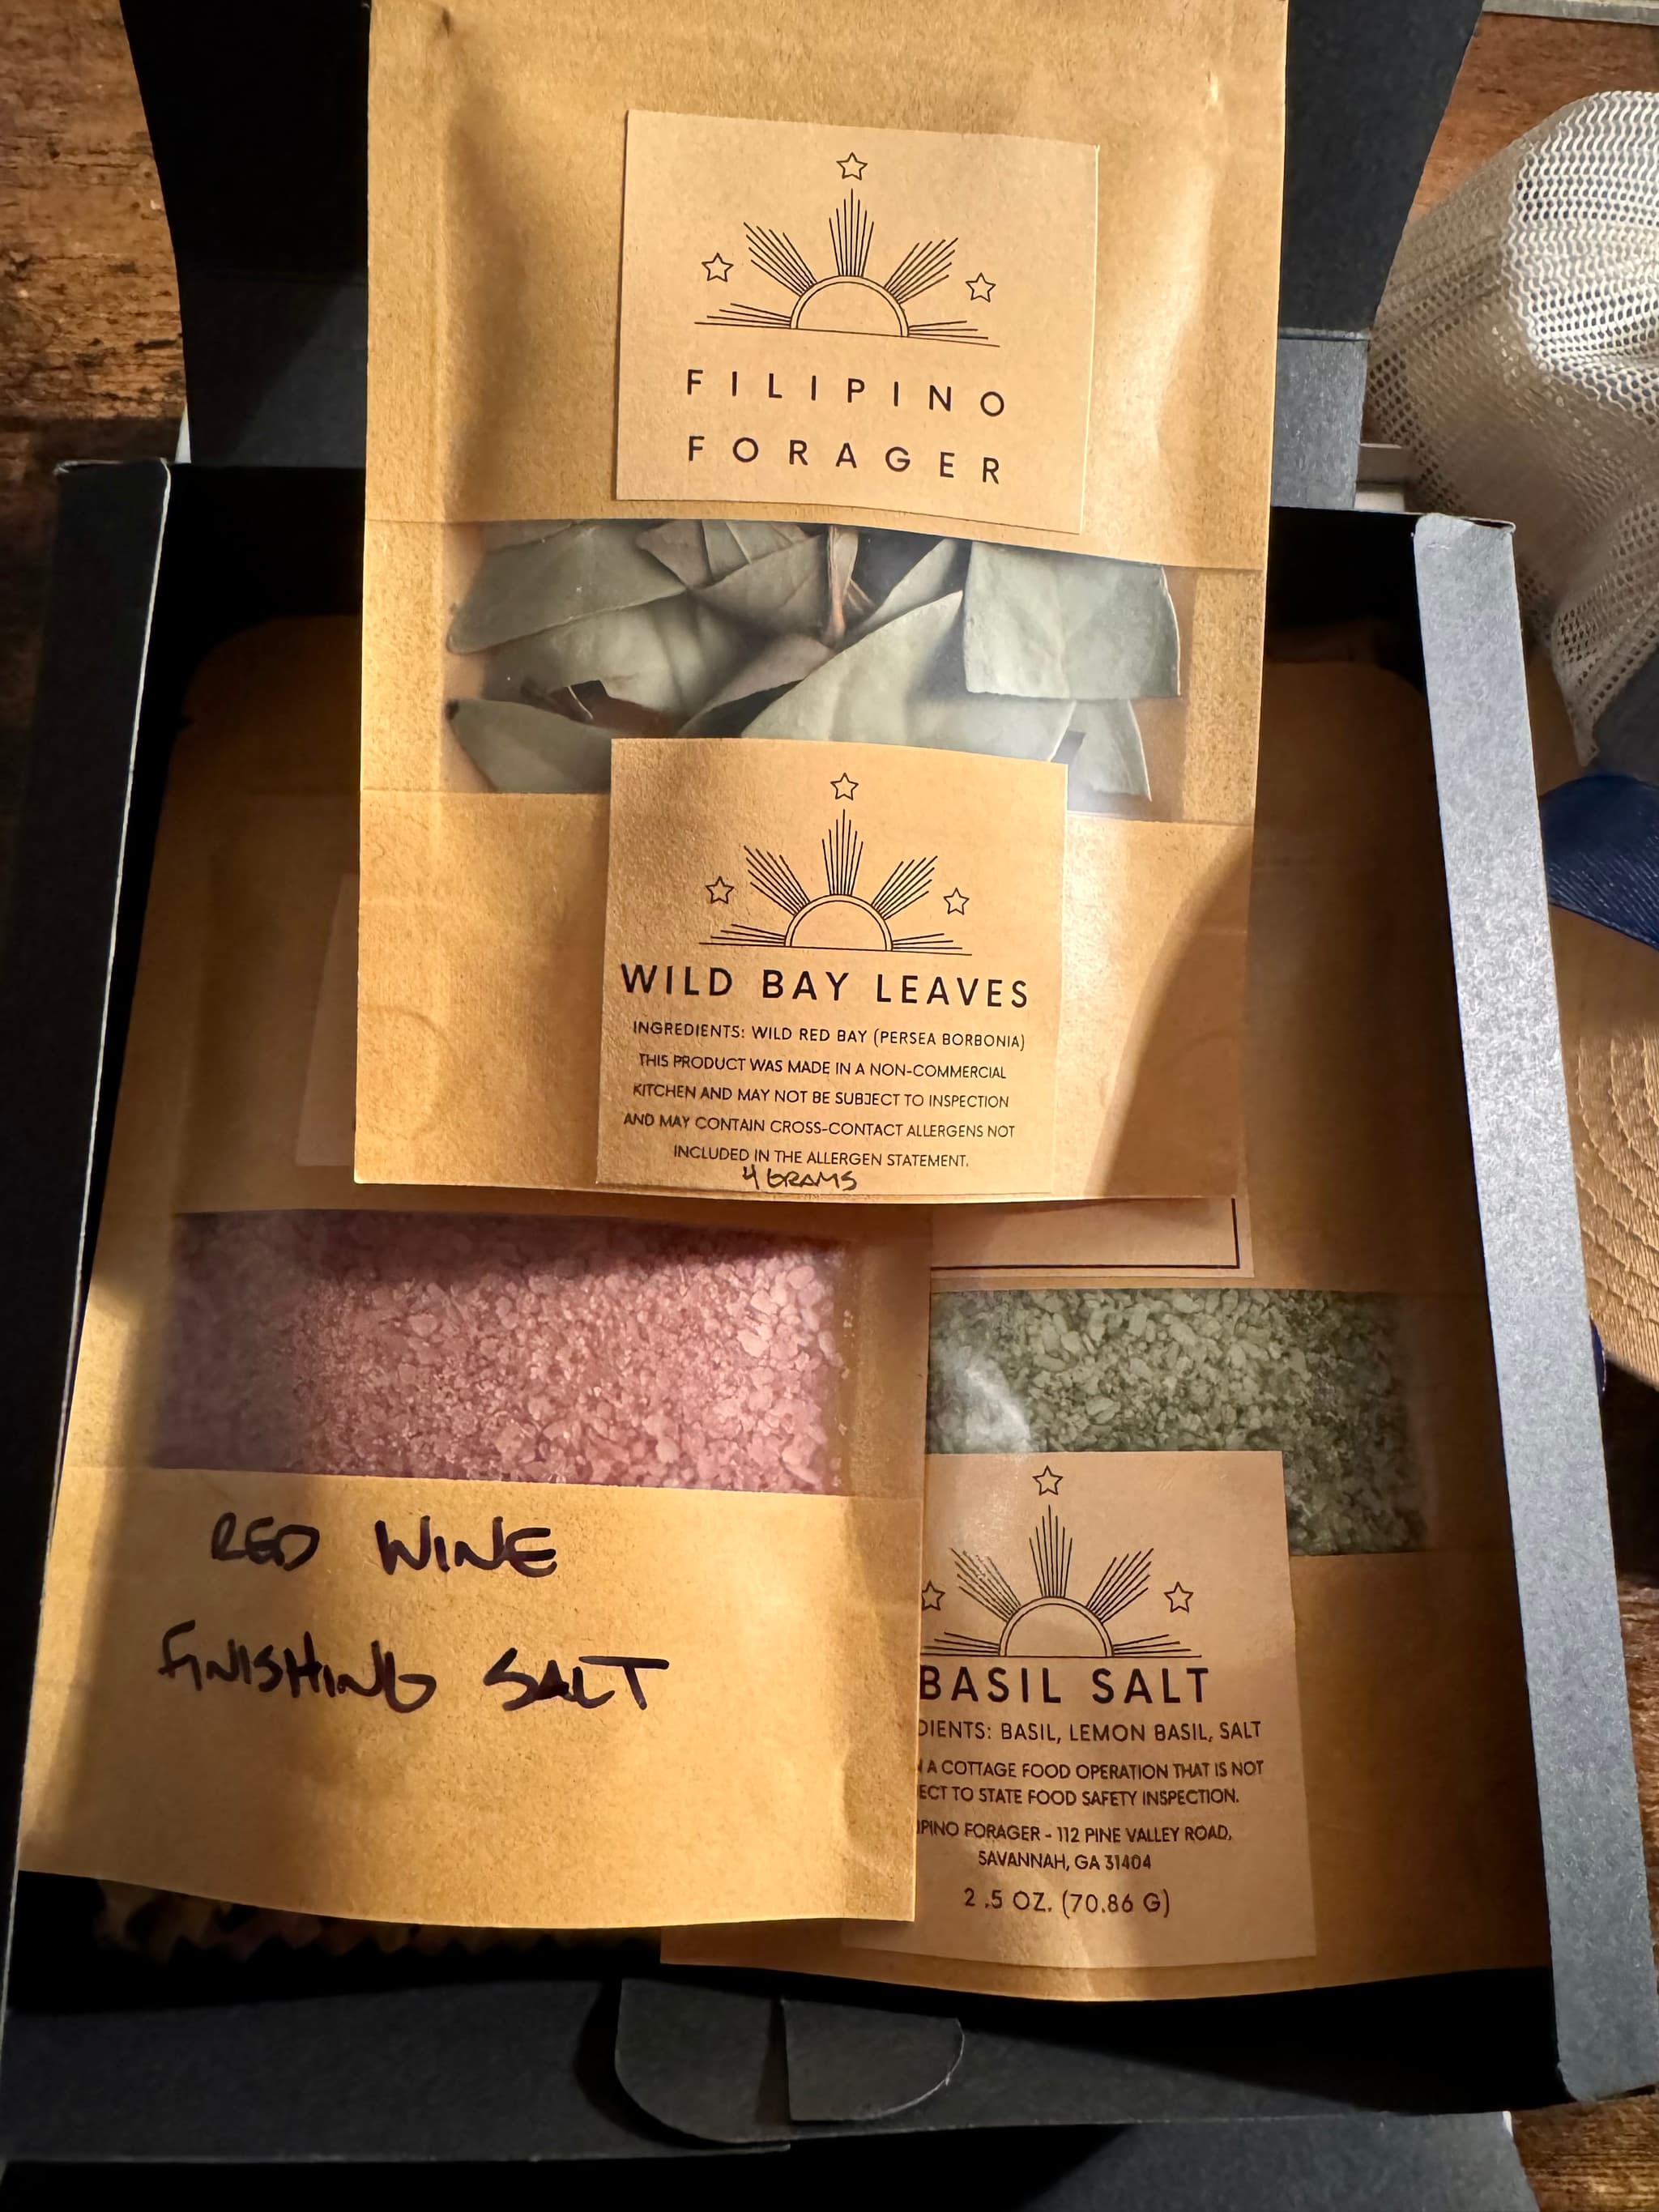 FILIPINO
FORAGER
WILD BAY LEAVES
INGREDIENTS: WILD RED BAY (PERSEA BORBONIA)
THIS PRODUCT WAS MADE IN A NON-COMMERCIAL
KITCHEN AND MAY NOT BE SUBJECT TO INSPECTION
AND MAY CONTAIN CROSS-CONTACT ALLERGENS NOT
INCLUDED IN THE ALLERGEN STATEMENT.
4 GRAMS
RED WINE
FINISHING SALT
BASIL SALT
DIENTS: BASIL, LEMON BASIL, SALT
A COTTAGE FOOD OPERATION THAT IS NOT
ECT TO STATE FOOD SAFETY INSPECTION.
IPINO FORAGER - 112 PINE VALLEY ROAD,
SAVANNAH, GA 31404
2 .5 OZ. (70.86 G)